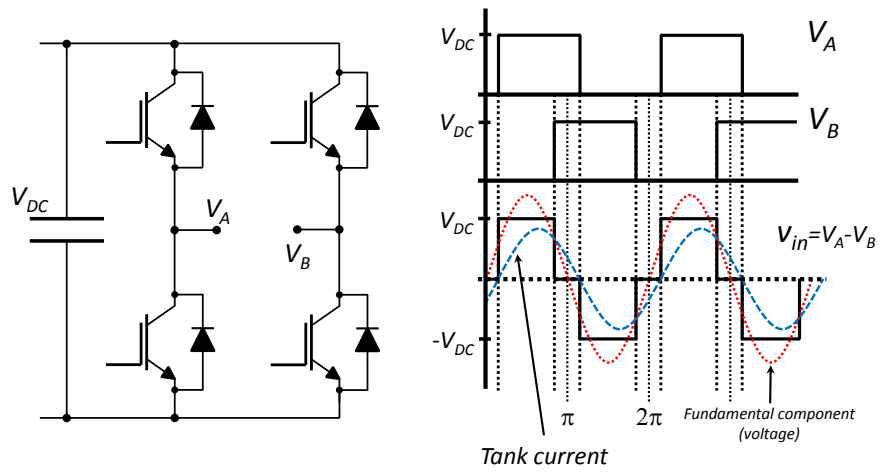 V_DC
V_A
V_B
V_DC
V_A
V_DC
V_B
V_DC
v_in=V_A-V_B
-V_DC
π
2π
Fundamental component
(voltage)
Tank current